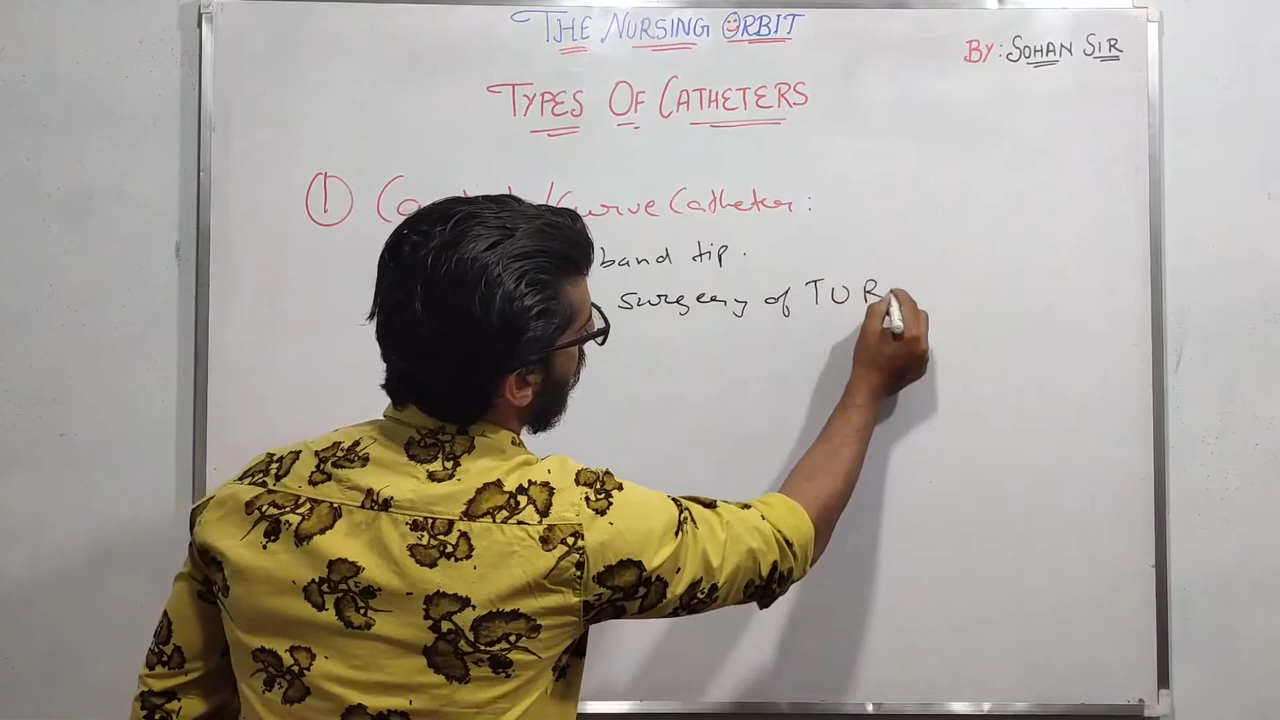 THE NURSING ORBIT
BY: SOHAN SIR
TYPES OF CATHETERS
① Curve Catheter:
band tip.
surgery of TUR